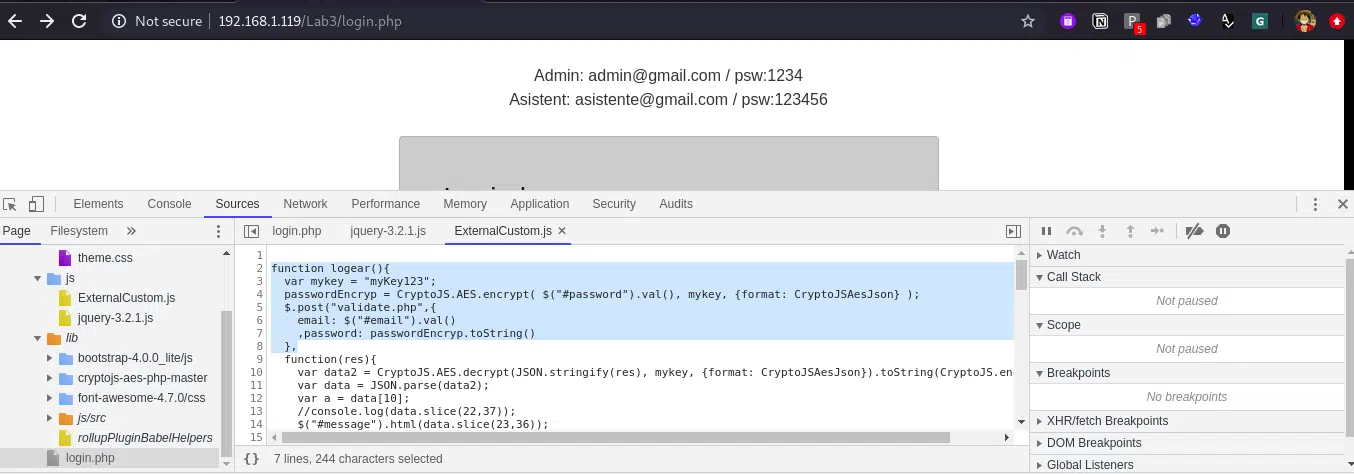 Not secure | 192.168.1.119/Lab3/login.php
5
G
Admin: admin@gmail.com / psw:1234
Asistent: asistente@gmail.com / psw:123456
Elements Console Sources Network Performance Memory Application Security Audits
Page Filesystem »
login.php jquery-3.2.1.js ExternalCustom.js ×
theme.css
js
ExternalCustom.js
jquery-3.2.1.js
lib
bootstrap-4.0.0_lite/js
cryptojs-aes-php-master
font-awesome-4.7.0/css
js/src
rollupPluginBabelHelpers
login.php
1
2 function logear(){
3 var mykey = "myKey123";
4 passwordEncryp = CryptoJS.AES.encrypt( $("#password").val(), mykey, {format: CryptoJSAesJson} );
5 $.post("validate.php",{
6 email: $("#email").val()
7 ,password: passwordEncryp.toString()
8 },
9 function(res){
10 var data2 = CryptoJS.AES.decrypt(JSON.stringify(res), mykey, {format: CryptoJSAesJson}).toString(CryptoJS.en
11 var data = JSON.parse(data2);
12 var a = data[10];
13 //console.log(data.slice(22,37));
14 $("#message").html(data.slice(23,36));
15
{} 7 lines, 244 characters selected
Watch
Call Stack
Not paused
Scope
Not paused
Breakpoints
No breakpoints
XHR/fetch Breakpoints
DOM Breakpoints
Global Listeners